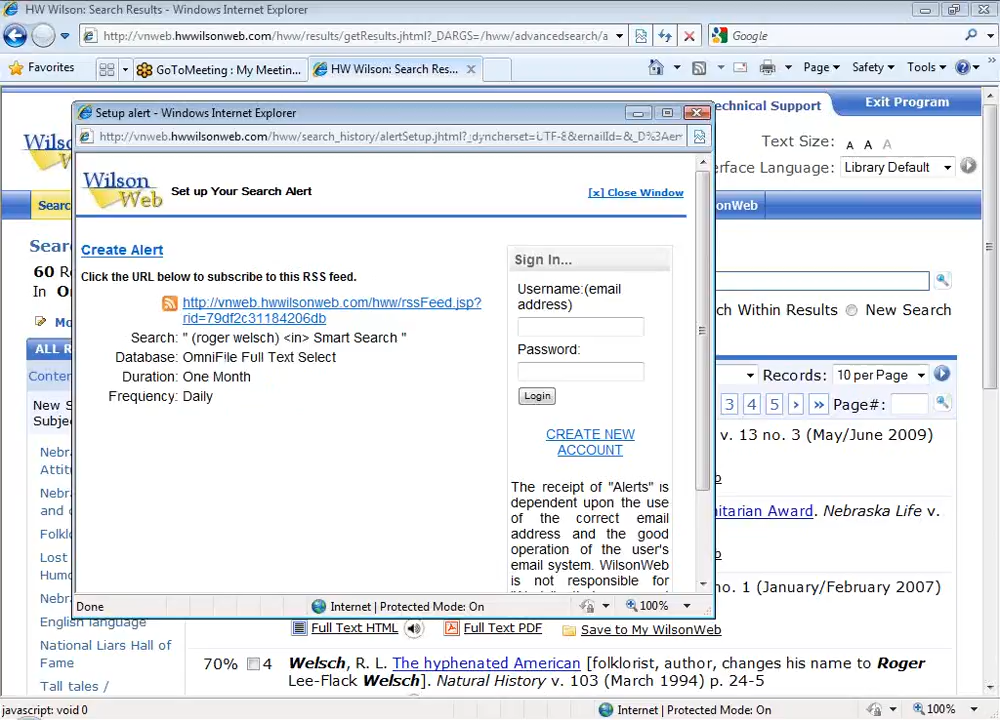 HW Wilson: Search Results - Windows Internet Explorer
http://vnweb.hwwilsonweb.com/hww/results/getResults.jhtml?_DARGS=/hww/advancedsearch/a
Google
Favorites
GoToMeeting : My Meetin...
HW Wilson: Search Res...
Page
Safety
Tools
Setup alert - Windows Internet Explorer
http://vnweb.hwwilsonweb.com/hww/search_history/alertSetup.jhtml?_dyncharset=UTF-8&emailId=&_D%3Aem
echnical Support
Exit Program
Text Size: A A A
rface Language: Library Default
Wils
Searc
onWeb
Wilson Web
Set up Your Search Alert
[x] Close Window
Create Alert
Click the URL below to subscribe to this RSS feed.
http://vnweb.hwwilsonweb.com/hww/rssFeed.jsp?
rid=79df2c31184206db
Search: " (roger welsch) <in> Smart Search "
Database: OmniFile Full Text Select
Duration: One Month
Frequency: Daily
Sign In...
Username:(email
address)
Password:
Login
CREATE NEW
ACCOUNT
The receipt of "Alerts" is
dependent upon the use
of the correct email
address and the good
operation of the user's
email system. WilsonWeb
is not responsible for
Done
Internet | Protected Mode: On
100%
Sear
60 R
In O
Mo
ALL R
Conten
New S
Subje
Nebr
Attit
Nebr
and c
Folkl
Lost
Humo
Nebr
English language
National Liars Hall of
Fame
Tall tales /
ch Within Results
New Search
Records: 10 per Page
3 4 5 › » Page#:
v. 13 no. 3 (May/June 2009)
itarian Award. Nebraska Life v.
no. 1 (January/February 2007)
Full Text HTML
Full Text PDF
Save to My WilsonWeb
70% 4 Welsch, R. L. The hyphenated American [folklorist, author, changes his name to Roger
Lee-Flack Welsch]. Natural History v. 103 (March 1994) p. 24-5
javascript: void 0
Internet | Protected Mode: On
100%